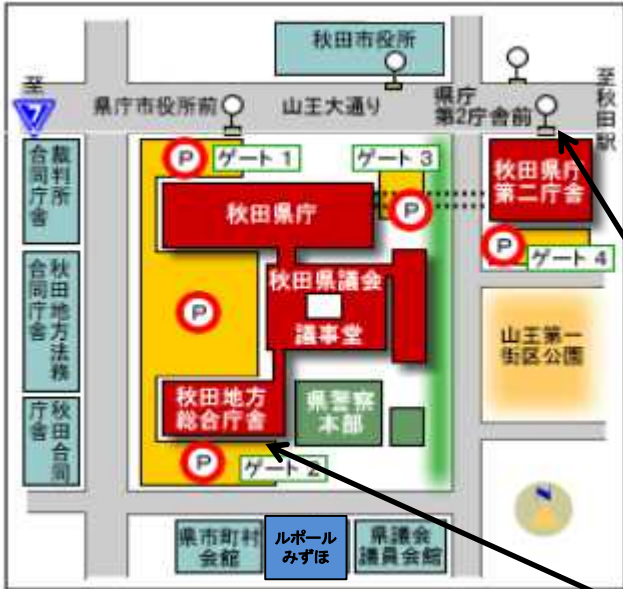 秋田市役所
至
7
県庁市役所前
山王大通り
県庁
第2庁舎前
至秋田駅
裁判所
合同庁舎
P
ゲート 1
ゲート 3
秋田県庁
P
秋田県庁
第二庁舎
P
ゲート 4
秋田地方法務
合同庁舎
P
秋田県議会
議事堂
山王第一
街区公園
秋田合同
庁舎
秋田地方
総合庁舎
県警察
本部
P
ゲート 2
N
県市町村
会館
ルポール
みずほ
県議会
議員会館